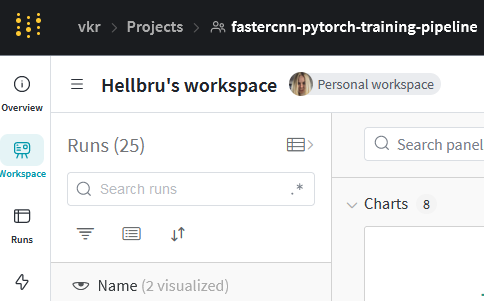 vkr > Projects > fastercnn-pytorch-training-pipeline
Overview
Hellbru's workspace Personal workspace
Workspace
Runs (25)
Search runs .*
Search panel
Charts 8
Runs
Name (2 visualized)